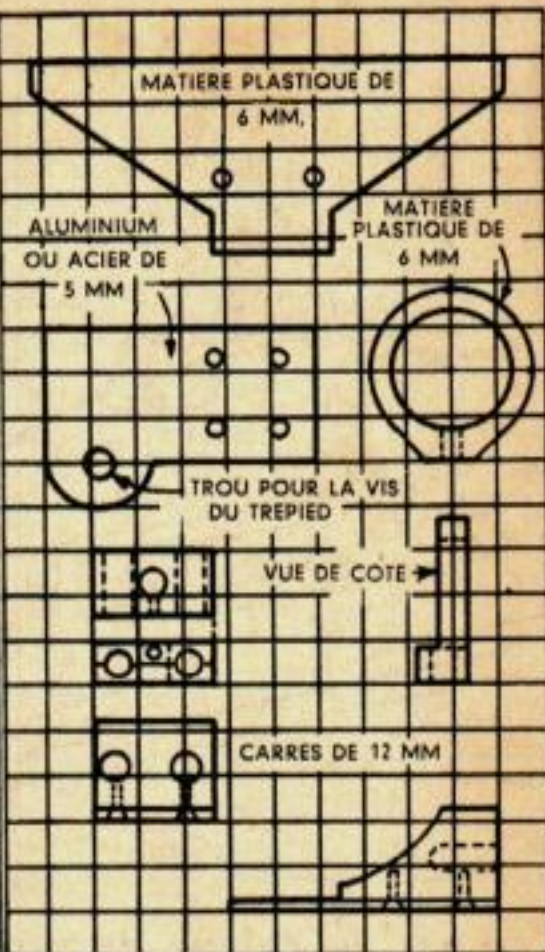 MATIERE PLASTIQUE DE
6 MM.
ALUMINIUM
OU ACIER DE
5 MM
MATIERE
PLASTIQUE DE
6 MM
TROU POUR LA VIS
DU TREPIED
VUE DE COTE
CARRES DE 12 MM